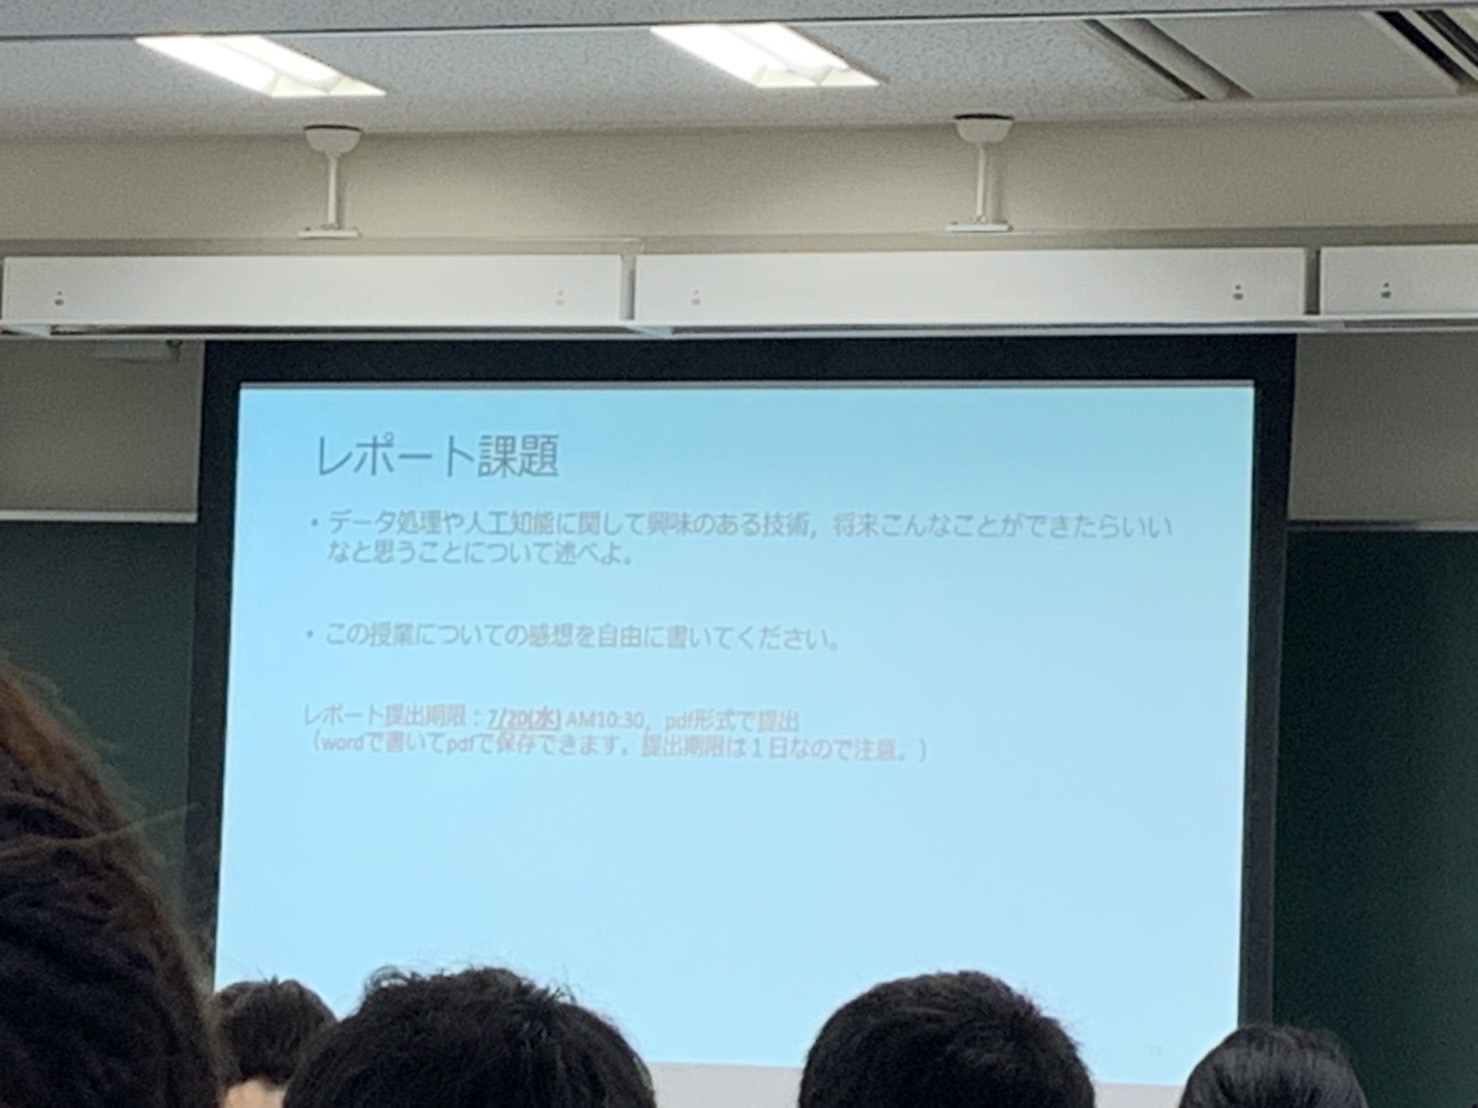 レポート課題
・データ処理や人工知能に関して興味のある技術，将来こんなことができたらいい
なと思うことについて述べよ。
・この授業についての感想を自由に書いてください。
レポート提出期限：7/20(水) AM10:30，pdf形式で提出
（wordで書いてpdfで保存できます。提出期限は１日なので注意。）